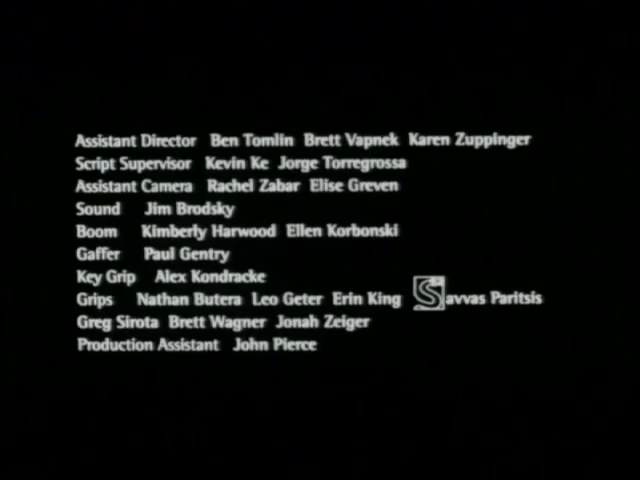 Assistant Director Ben Tomlin Brett Vapnek Karen Zuppinger
Script Supervisor Kevin Ke Jorge Torregrossa
Assistant Camera Rachel Zabar Elise Greven
Sound Jim Brodsky
Boom Kimberly Harwood Ellen Korbonski
Gaffer Paul Gentry
Key Grip Alex Kondracke
Grips Nathan Butera Leo Geter Erin King Savvas Paritsis
Greg Sirota Brett Wagner Jonah Zeiger
Production Assistant John Pierce